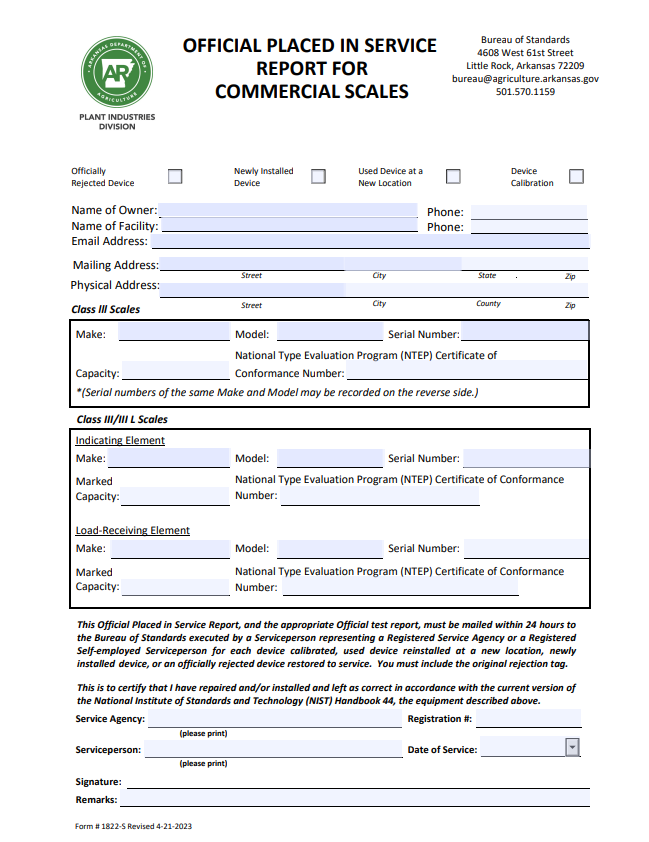 ARKANSAS DEPARTMENT OF
AR
AGRICULTURE
PLANT INDUSTRIES
DIVISION
OFFICIAL PLACED IN SERVICE
REPORT FOR
COMMERCIAL SCALES
Bureau of Standards
4608 West 61st Street
Little Rock, Arkansas 72209
bureau@agriculture.arkansas.gov
501.570.1159
Officially
Rejected Device
Newly Installed
Device
Used Device at a
New Location
Device
Calibration
Name of Owner: Phone:
Name of Facility: Phone:
Email Address:
Mailing Address:
Street City State . Zip
Physical Address:
Street City County Zip
Class III Scales
Make: Model: Serial Number:
National Type Evaluation Program (NTEP) Certificate of
Capacity: Conformance Number:
*(Serial numbers of the same Make and Model may be recorded on the reverse side.)
Class III/III L Scales
Indicating Element
Make: Model: Serial Number:
Marked National Type Evaluation Program (NTEP) Certificate of Conformance
Capacity: Number:
Load-Receiving Element
Make: Model: Serial Number:
Marked National Type Evaluation Program (NTEP) Certificate of Conformance
Capacity: Number:
This Official Placed in Service Report, and the appropriate Official test report, must be mailed within 24 hours to
the Bureau of Standards executed by a Serviceperson representing a Registered Service Agency or a Registered
Self-employed Serviceperson for each device calibrated, used device reinstalled at a new location, newly
installed device, or an officially rejected device restored to service. You must include the original rejection tag.
This is to certify that I have repaired and/or installed and left as correct in accordance with the current version of
the National Institute of Standards and Technology (NIST) Handbook 44, the equipment described above.
Service Agency: Registration #:
(please print)
Serviceperson: Date of Service:
(please print)
Signature:
Remarks:
Form # 1822-S Revised 4-21-2023